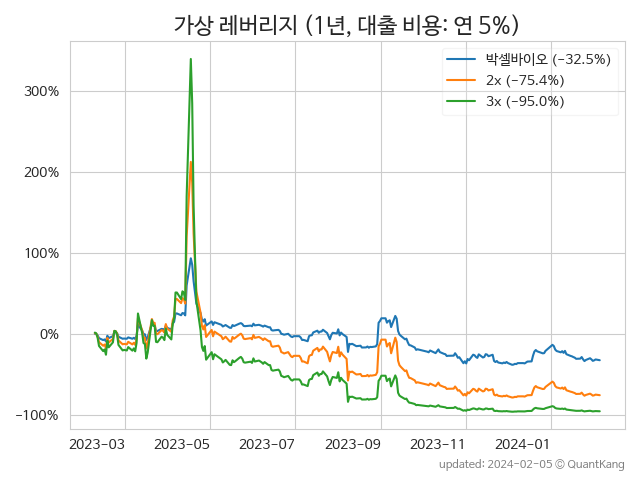 가상 레버리지 (1년, 대출 비용: 연 5%)
박셀바이오 (−32.5%)
2x (−75.4%)
3x (−95.0%)
300%
200%
100%
0%
−100%
2023-03 2023-05 2023-07 2023-09 2023-11 2024-01
updated: 2024-02-05 © QuantKang